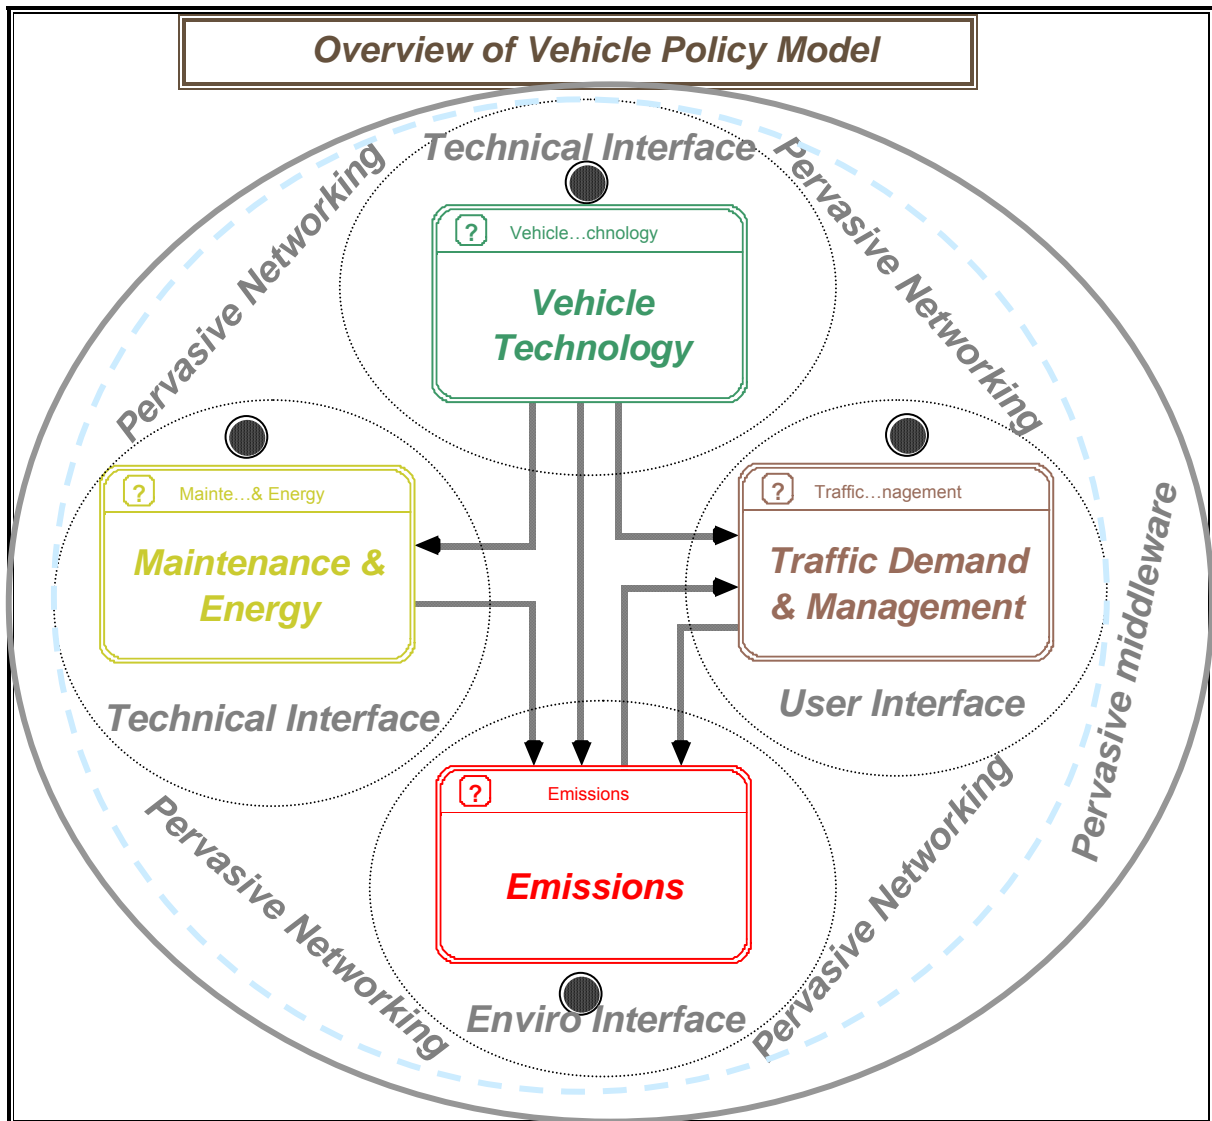 Overview of Vehicle Policy Model
Technical Interface
Pervasive Networking
Pervasive Networking
? Vehicle...chnology
Vehicle
Technology
? Mainte...& Energy
Maintenance &
Energy
Technical Interface
? Traffic...nagement
Traffic Demand
& Management
User Interface
Pervasive middleware
? Emissions
Emissions
Enviro Interface
Pervasive Networking
Pervasive Networking